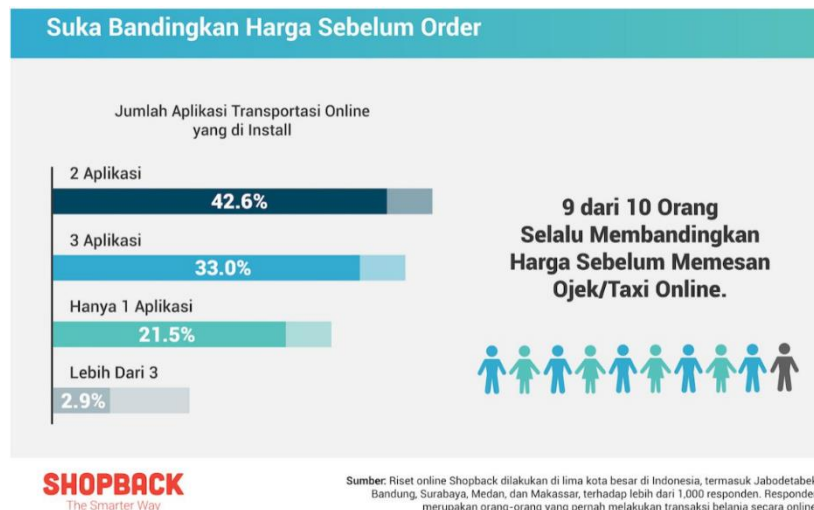 Suka Bandingkan Harga Sebelum Order
Jumlah Aplikasi Transportasi Online
yang di Install
2 Aplikasi
42.6%
3 Aplikasi
33.0%
Hanya 1 Aplikasi
21.5%
Lebih Dari 3
2.9%
9 dari 10 Orang
Selalu Membandingkan
Harga Sebelum Memesan
Ojek/Taxi Online.
SHOPBACK
The Smarter Way
Sumber: Riset online Shopback dilakukan di lima kota besar di Indonesia, termasuk Jabodetabek
Bandung, Surabaya, Medan, dan Makassar, terhadap lebih dari 1,000 responden. Responden
merupakan orang-orang yang pernah melakukan transaksi belanja secara online